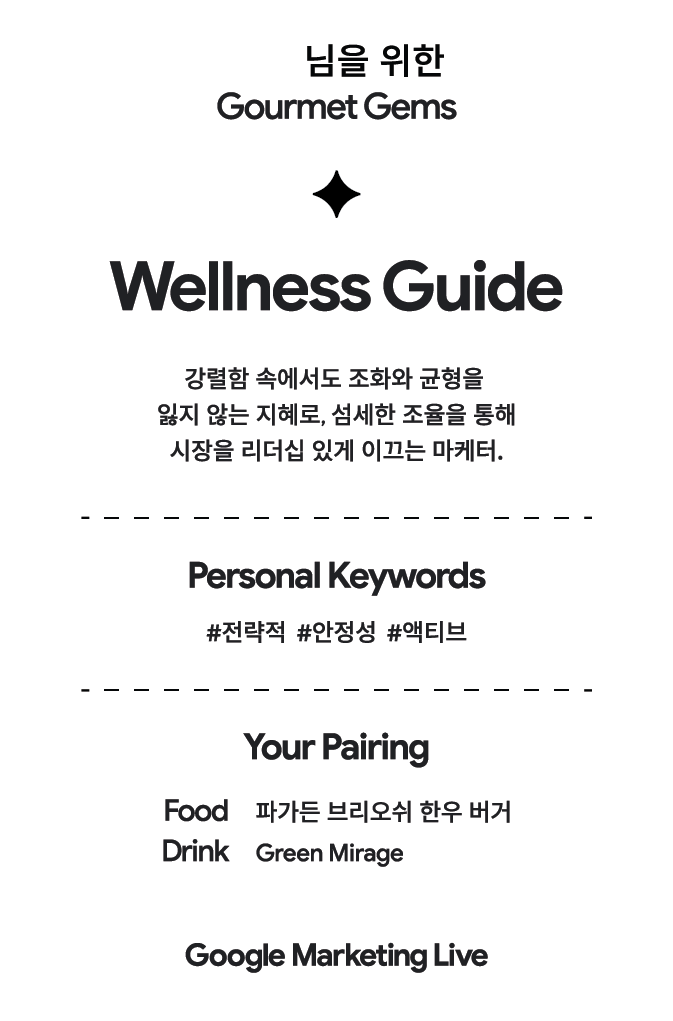 님을 위한
Gourmet Gems
Wellness Guide
강렬함 속에서도 조화와 균형을
잃지 않는 지혜로, 섬세한 조율을 통해
시장을 리더십 있게 이끄는 마케터.
Personal Keywords
#전략적 #안정성 #액티브
Your Pairing
Food 파가든 브리오쉬 한우 버거
Drink Green Mirage
Google Marketing Live